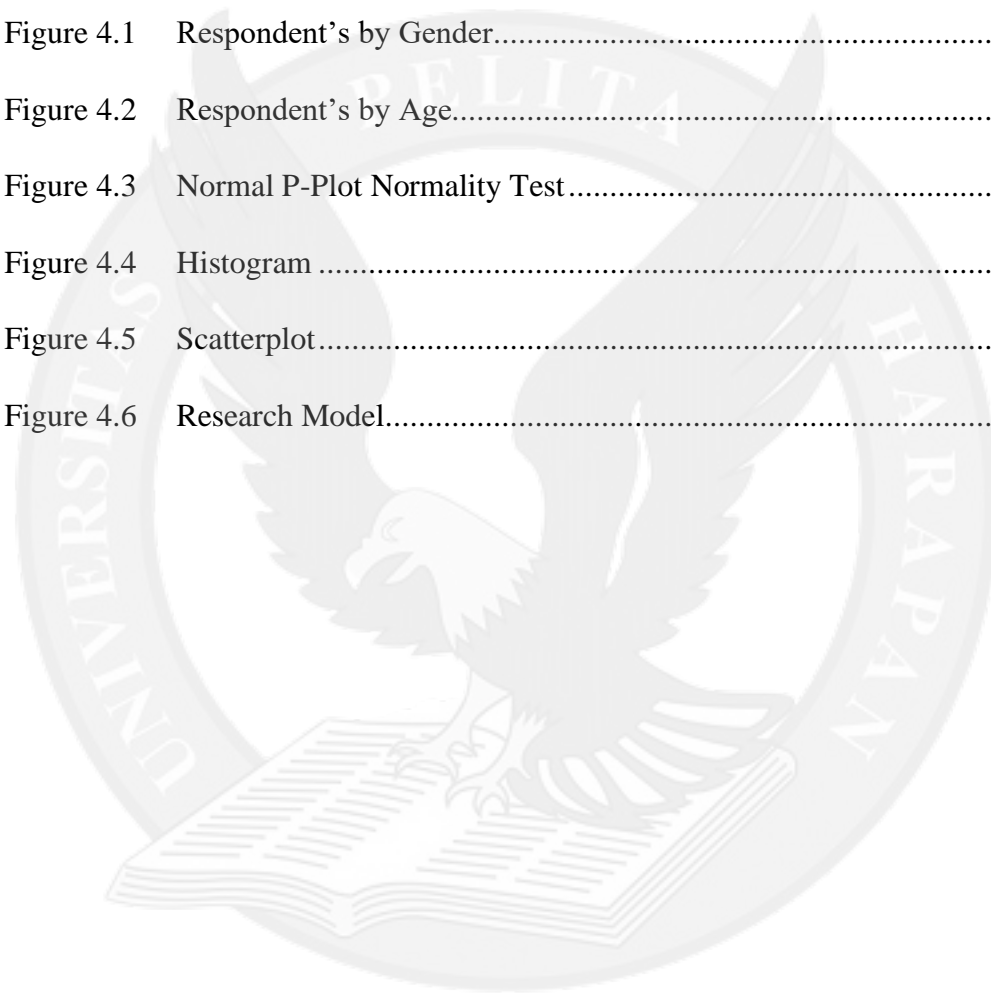 Figure 4.1 Respondent's by Gender........................................................................
Figure 4.2 Respondent's by Age.............................................................................
Figure 4.3 Normal P-Plot Normality Test..............................................................
Figure 4.4 Histogram ..............................................................................................
Figure 4.5 Scatterplot..............................................................................................
Figure 4.6 Research Model.....................................................................................
UNIVERSITAS PELITA HARAPAN